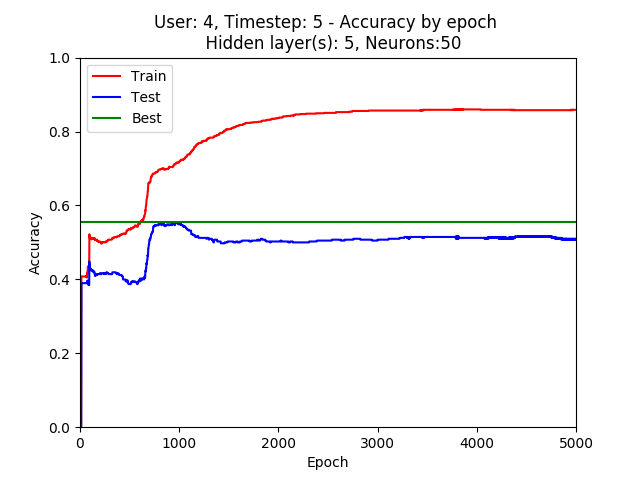 User: 4, Timestep: 5 - Accuracy by epoch
Hidden layer(s): 5, Neurons:50
1.0
Train
Test
Best
0.8
0.6
0.4
0.2
0.0
Accuracy
0 1000 2000 3000 4000 5000
Epoch